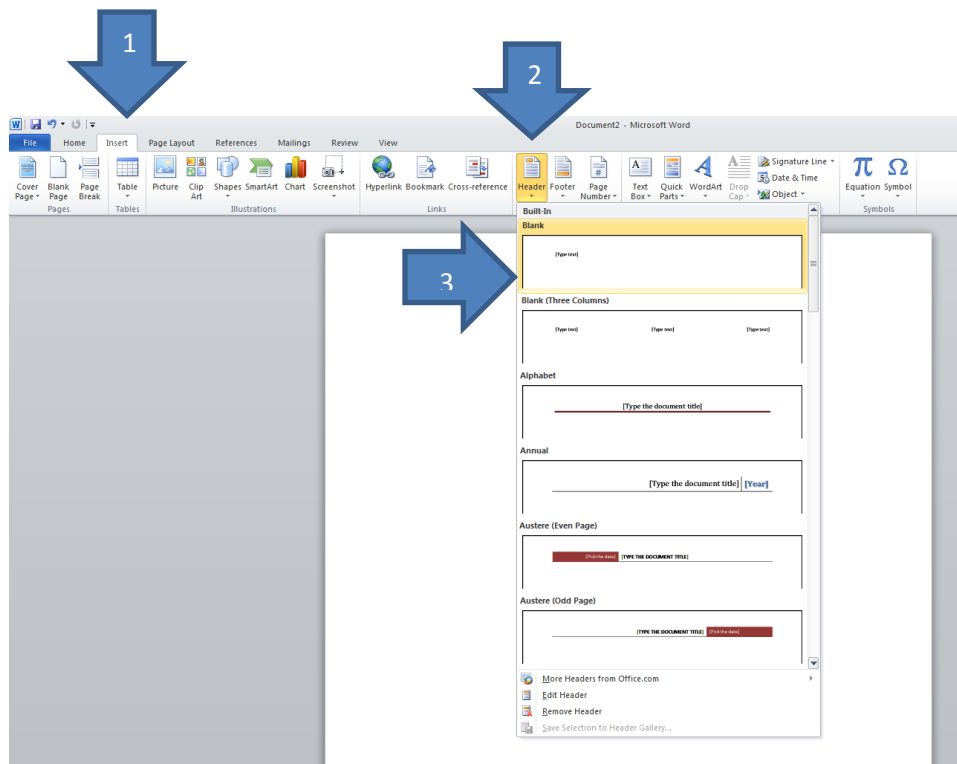 1
2
Document2 - Microsoft Word
File Home Insert Page Layout References Mailings Review View
Cover Page Blank Page Page Break Table Picture Clip Art Shapes SmartArt Chart Screenshot Hyperlink Bookmark Cross-reference Header Footer Page Number Text Box Quick Parts WordArt Drop Cap Signature Line Date & Time Object Equation Symbol
Pages Tables Illustrations Links Symbols
Built-In
Blank
[Type text]
3
Blank (Three Columns)
[Type text] [Type text] [Type text]
Alphabet
[Type the document title]
Annual
[Type the document title] [Year]
Austere (Even Page)
[Pick the date] [TYPE THE DOCUMENT TITLE]
Austere (Odd Page)
[TYPE THE DOCUMENT TITLE] [Pick the date]
More Headers from Office.com
Edit Header
Remove Header
Save Selection to Header Gallery...